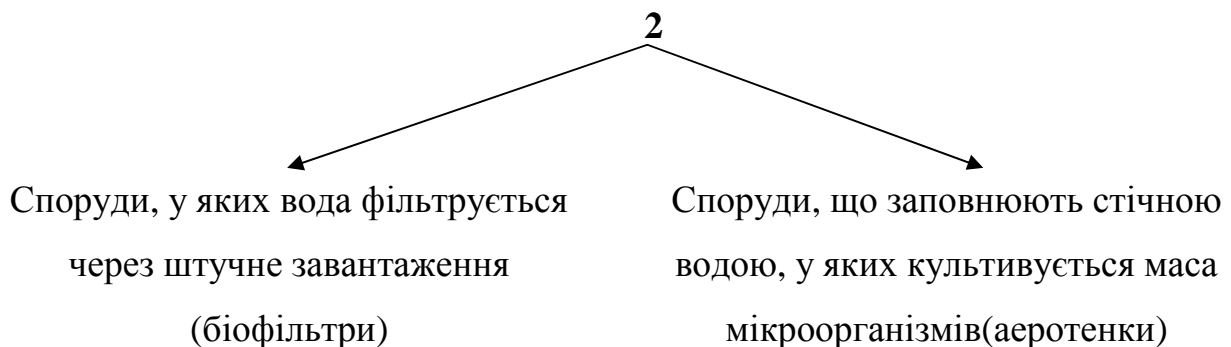 2
Споруди, у яких вода фільтрується
через штучне завантаження
(біофільтри)
Споруди, що заповнюють стічною
водою, у яких культивується маса
мікроорганізмів(аеротенки)